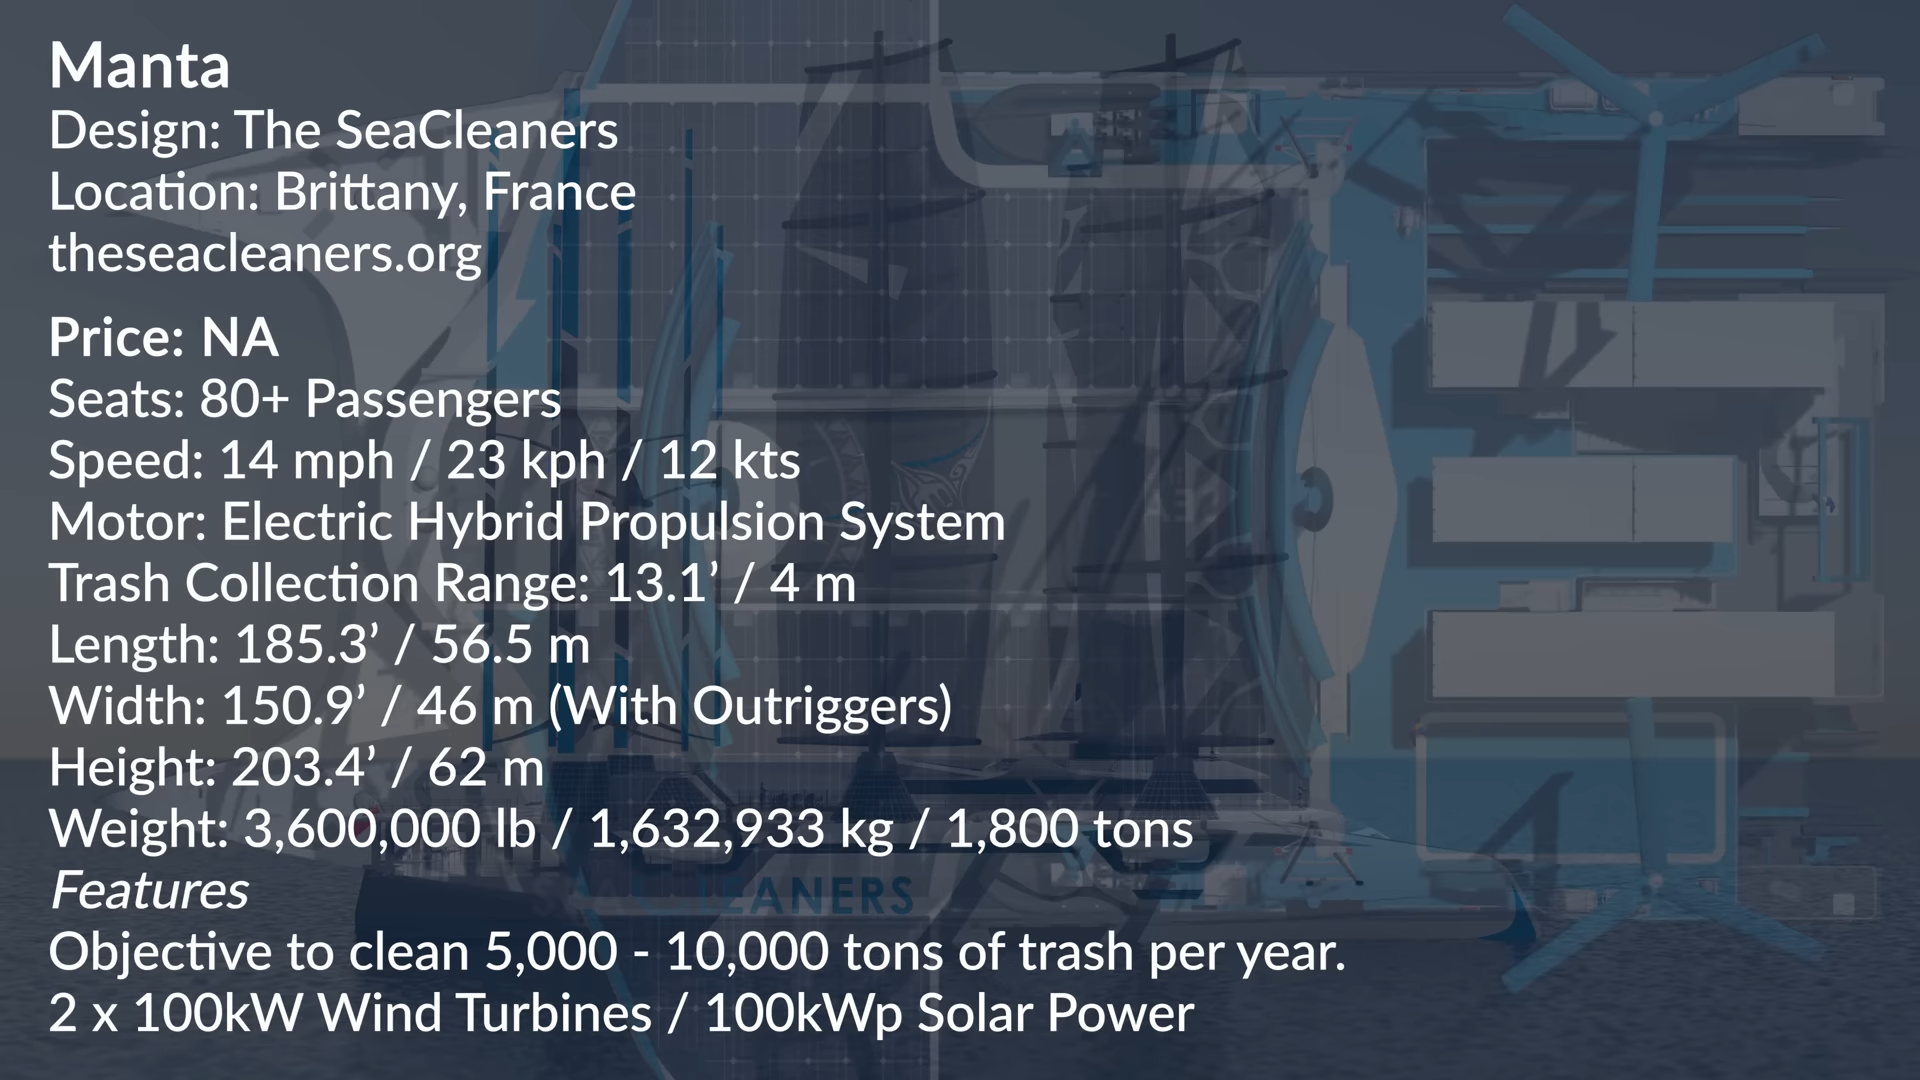 Manta
Design: The SeaCleaners
Location: Brittany, France
theseacleaners.org
Price: NA
Seats: 80+ Passengers
Speed: 14 mph / 23 kph / 12 kts
Motor: Electric Hybrid Propulsion System
Trash Collection Range: 13.1’ / 4 m
Length: 185.3’ / 56.5 m
Width: 150.9’ / 46 m (With Outriggers)
Height: 203.4’ / 62 m
Weight: 3,600,000 lb / 1,632,933 kg / 1,800 tons
Features
CLEANERS
Objective to clean 5,000 - 10,000 tons of trash per year.
2 x 100kW Wind Turbines / 100kWp Solar Power